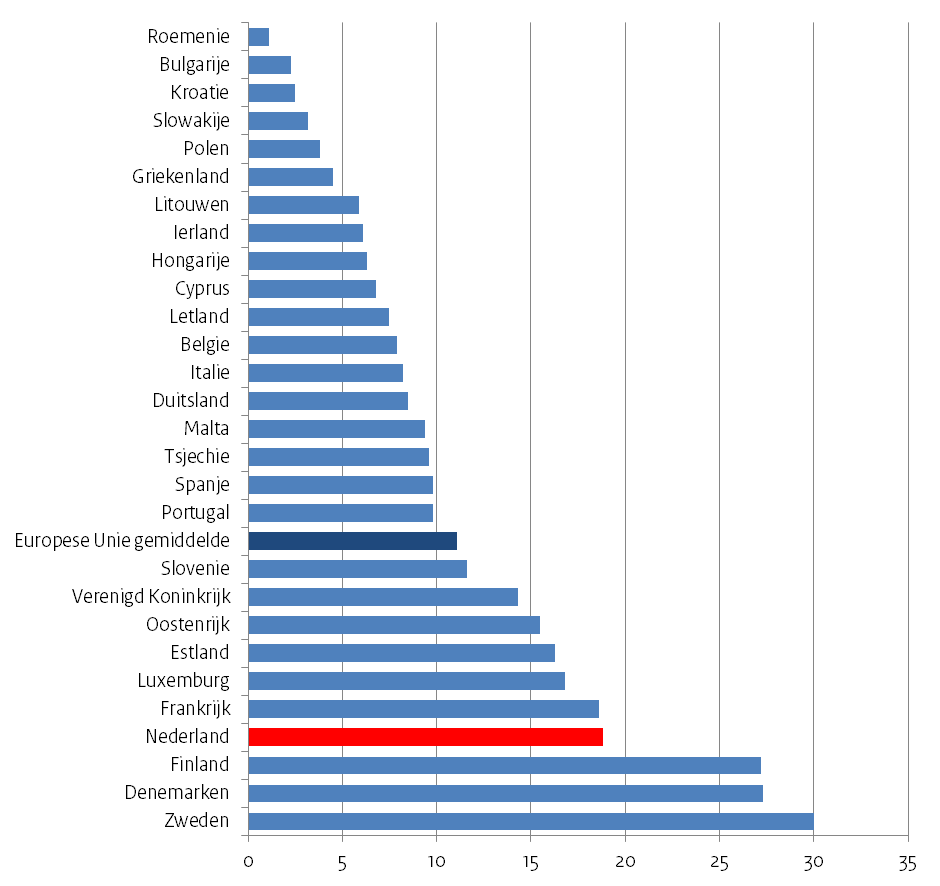 Roemenie
Bulgarije
Kroatie
Slowakije
Polen
Griekenland
Litouwen
Ierland
Hongarije
Cyprus
Letland
Belgie
Italie
Duitsland
Malta
Tsjechie
Spanje
Portugal
Europese Unie gemiddelde
Slovenie
Verenigd Koninkrijk
Oostenrijk
Estland
Luxemburg
Frankrijk
Nederland
Finland
Denemarken
Zweden
0 5 10 15 20 25 30 35